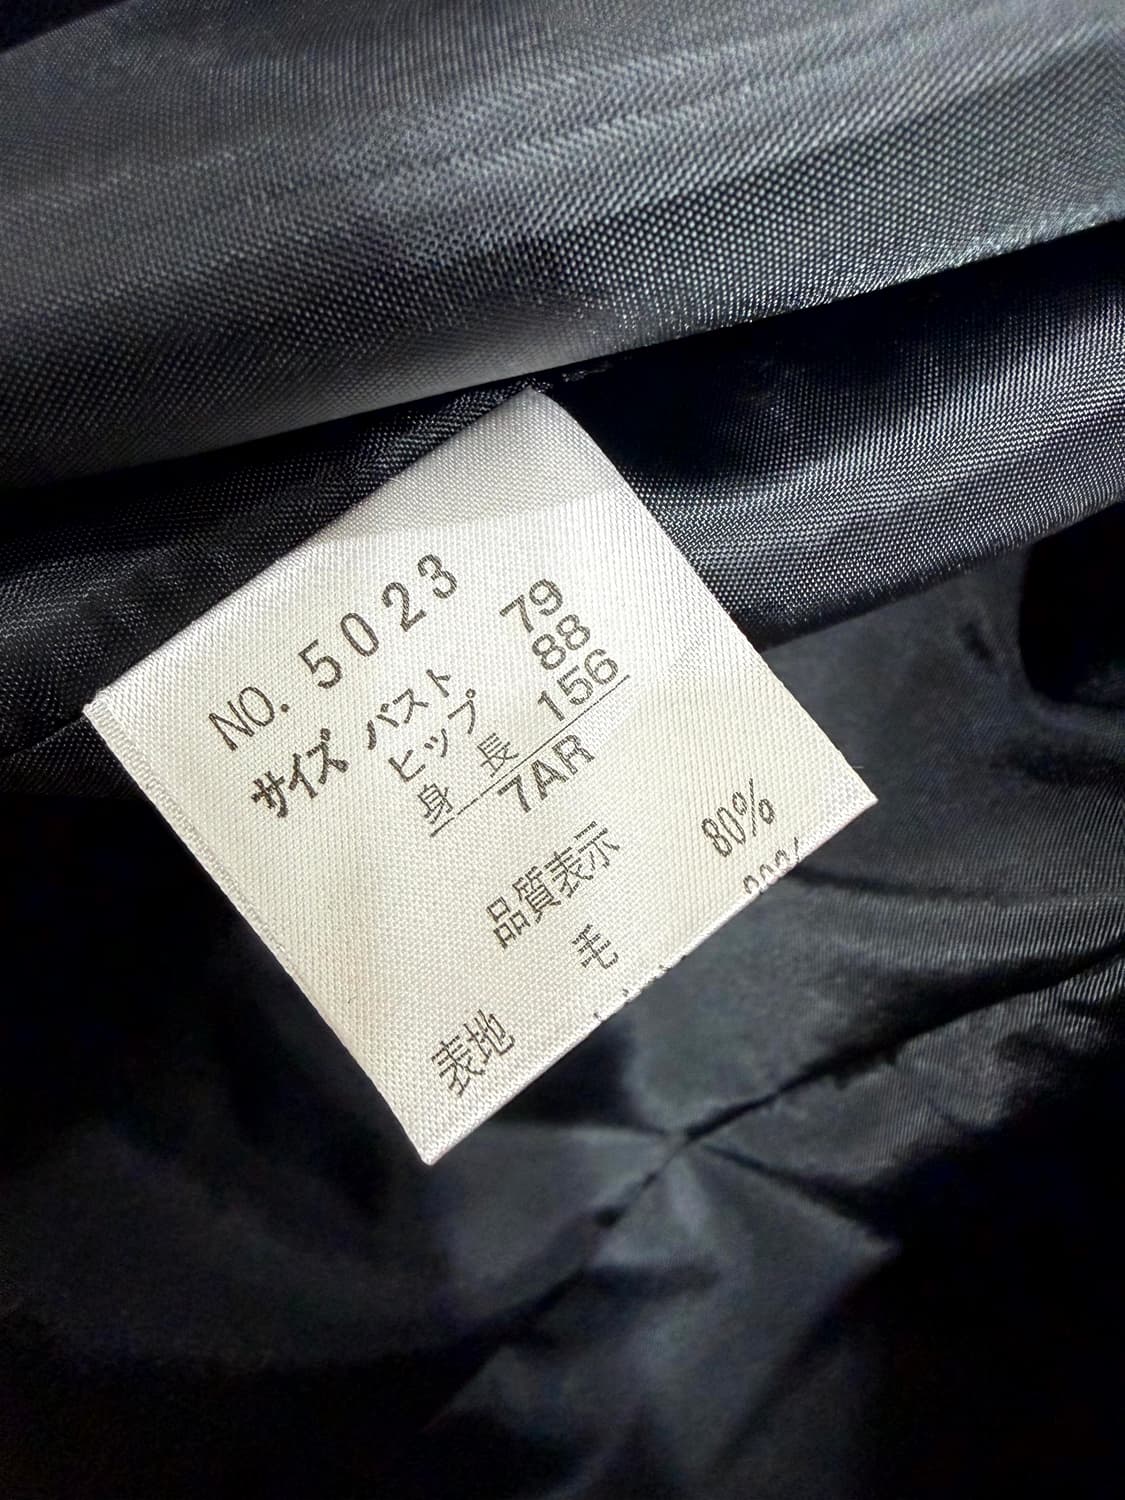 NO. 5023
サイズ バスト 79
ヒップ 88
身長 156
7AR
品質表示
表地 毛 80%